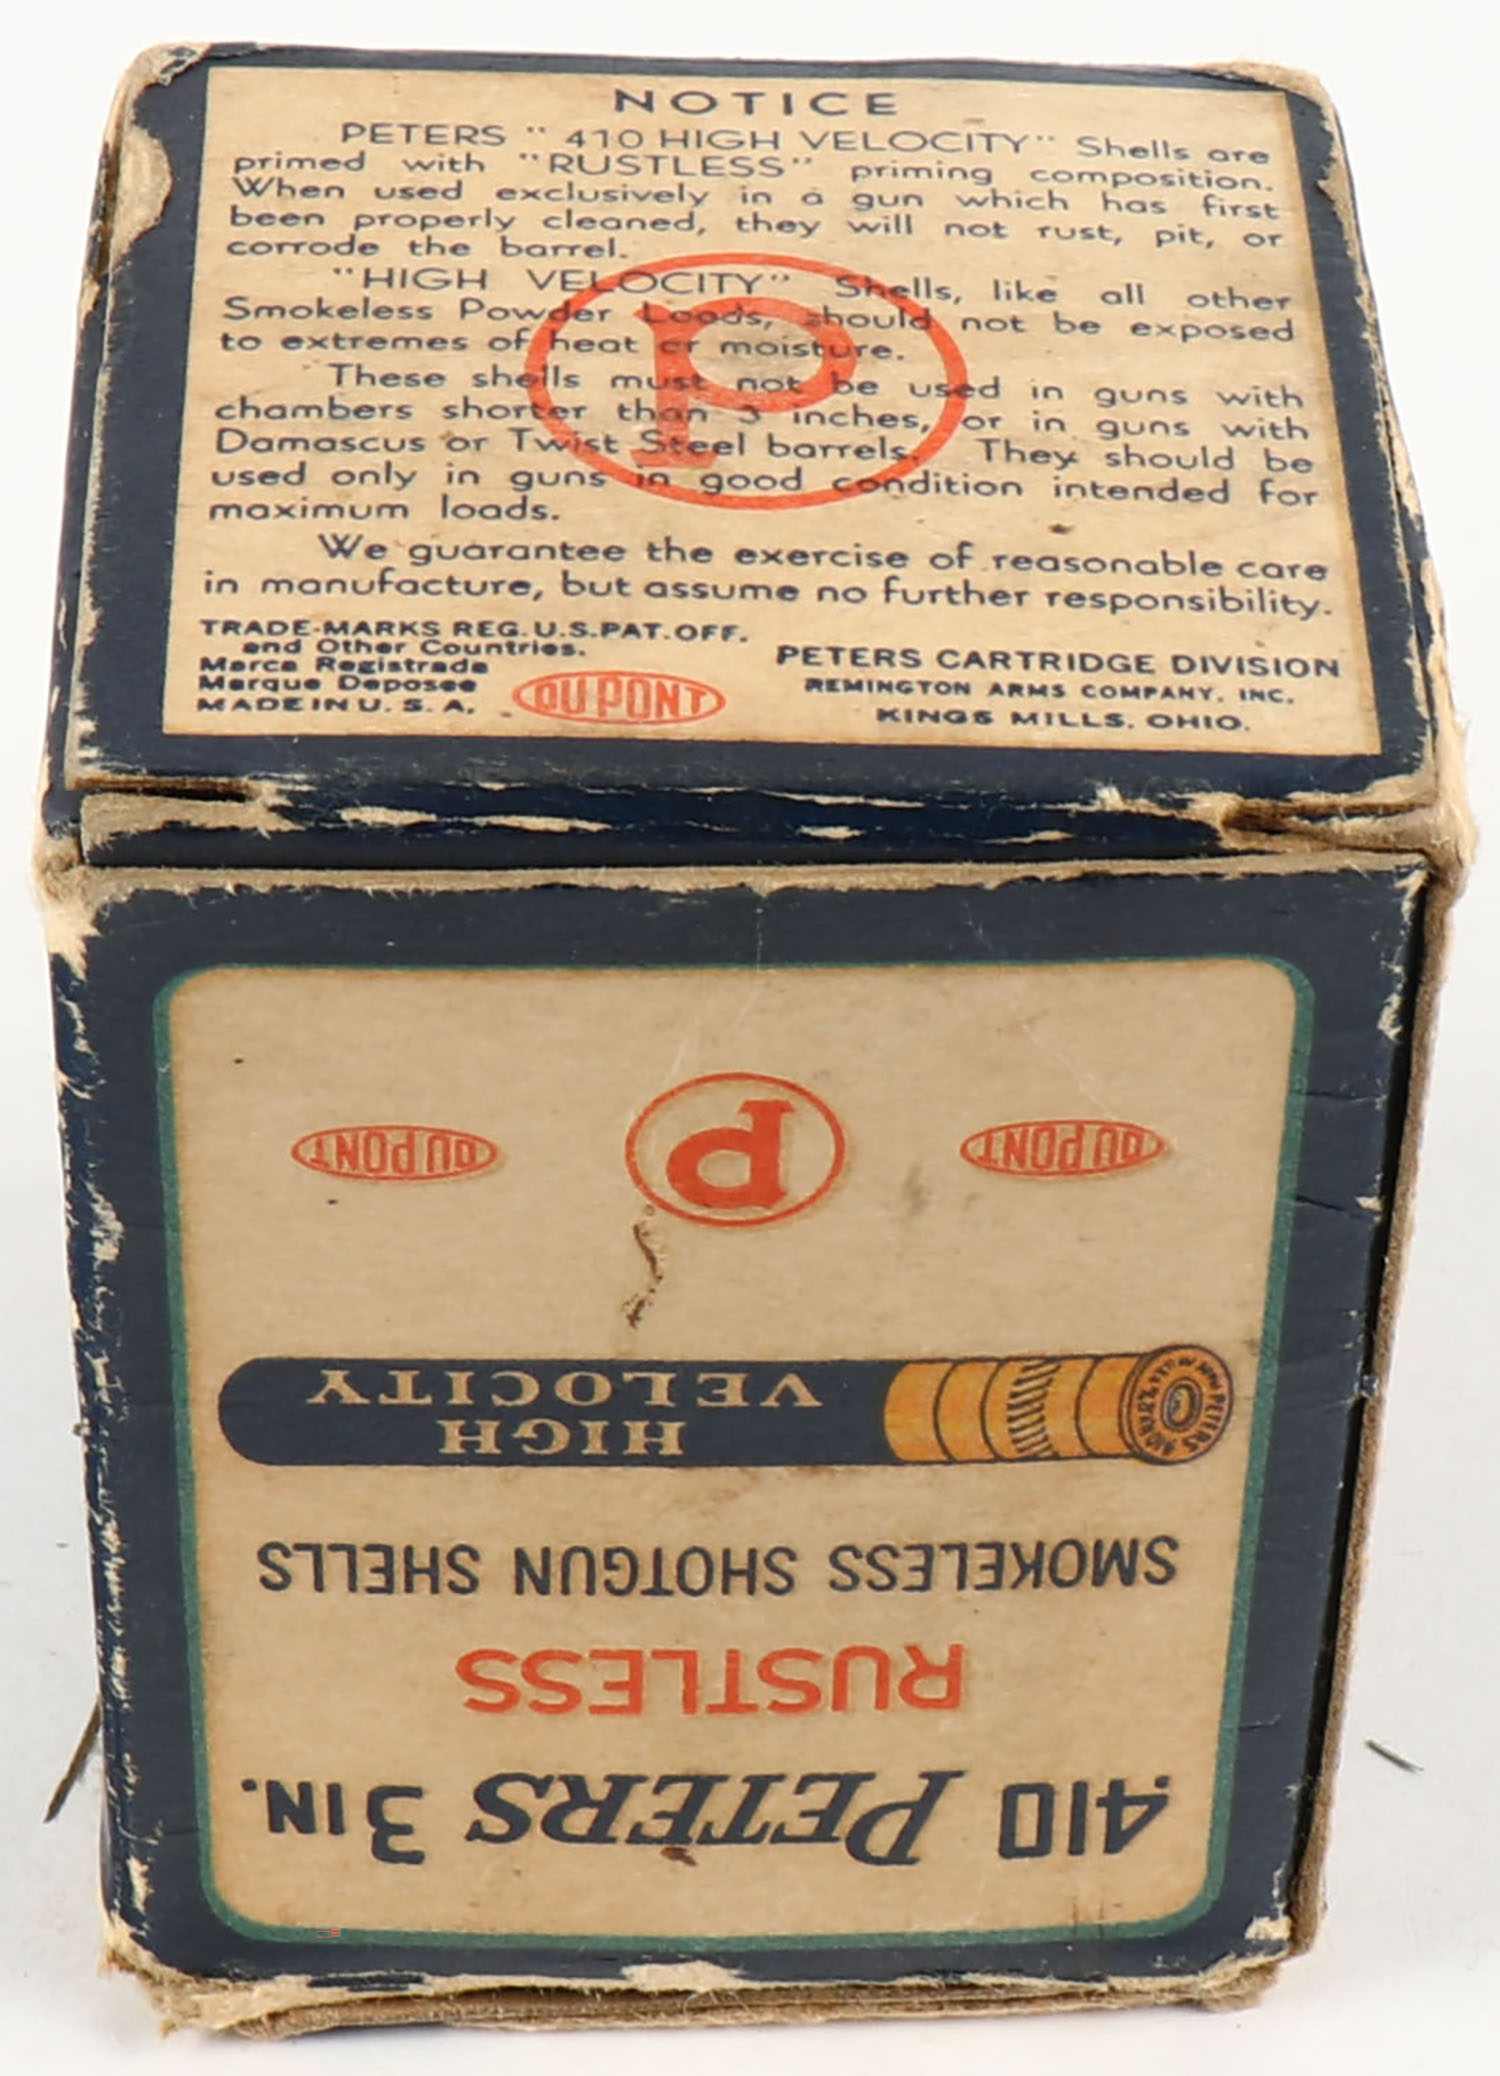 NOTICE
PETERS "410 HIGH VELOCITY" Shells are
primed with "RUSTLESS" priming composition.
When used exclusively in a gun which has first
been properly cleaned, they will not rust, pit, or
corrode the barrel.
"HIGH VELOCITY" Shells, like all other
Smokeless Powder Loads, should not be exposed
to extremes of heat or moisture.
These shells must not be used in guns with
chambers shorter than 3 inches, or in guns with
Damascus or Twist Steel barrels. They should be
used only in guns in good condition intended for
maximum loads.
We guarantee the exercise of reasonable care
in manufacture, but assume no further responsibility.
TRADE-MARKS REG. U.S. PAT. OFF.
and Other Countries.
Marca Registrada
Marque Deposee
MADE IN U. S. A.
DU PONT
PETERS CARTRIDGE DIVISION
REMINGTON ARMS COMPANY, INC.
KINGS MILLS, OHIO.
P
.410 PETERS 3 IN.
RUSTLESS
SMOKELESS SHOTGUN SHELLS
HIGH
VELOCITY
PETERS
DU PONT P DU PONT